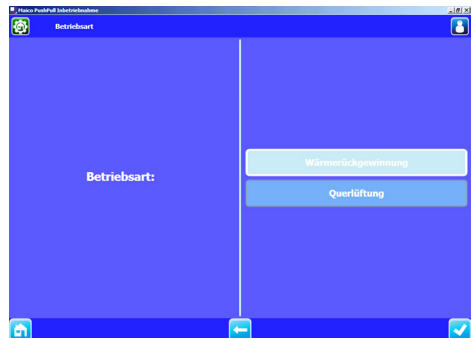 Maico PushPull Inbetriebnahme
Betriebsart
Betriebsart:
Wärmerückgewinnung
Querlüftung